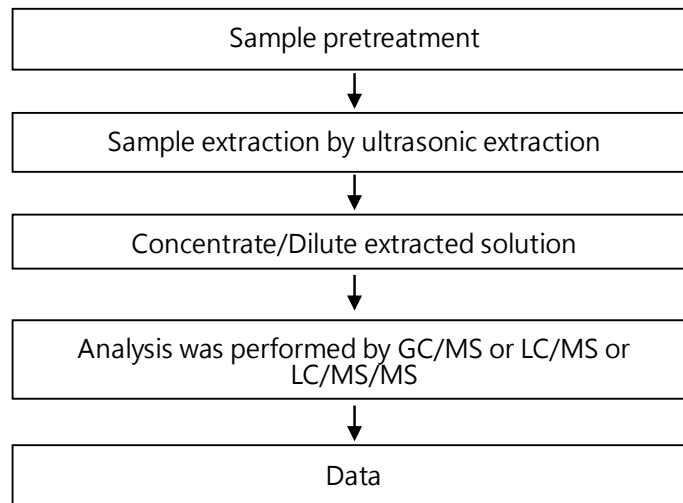 Sample pretreatment
Sample extraction by ultrasonic extraction
Concentrate/Dilute extracted solution
Analysis was performed by GC/MS or LC/MS or
LC/MS/MS
Data